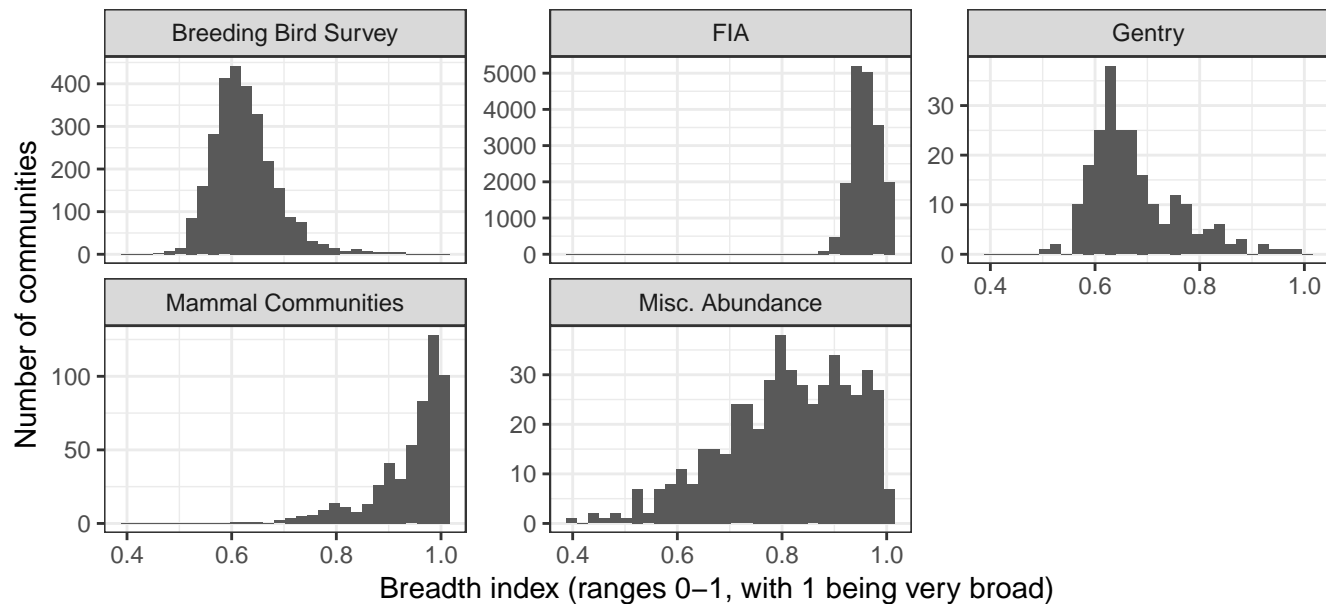 Breeding Bird Survey
FIA
Gentry
400
300
200
100
0
5000
4000
3000
2000
1000
0
30
20
10
0
0.4 0.6 0.8 1.0
Number of communities
Mammal Communities
Misc. Abundance
100
50
0
30
20
10
0
0.4 0.6 0.8 1.0
0.4 0.6 0.8 1.0
Breadth index (ranges 0−1, with 1 being very broad)